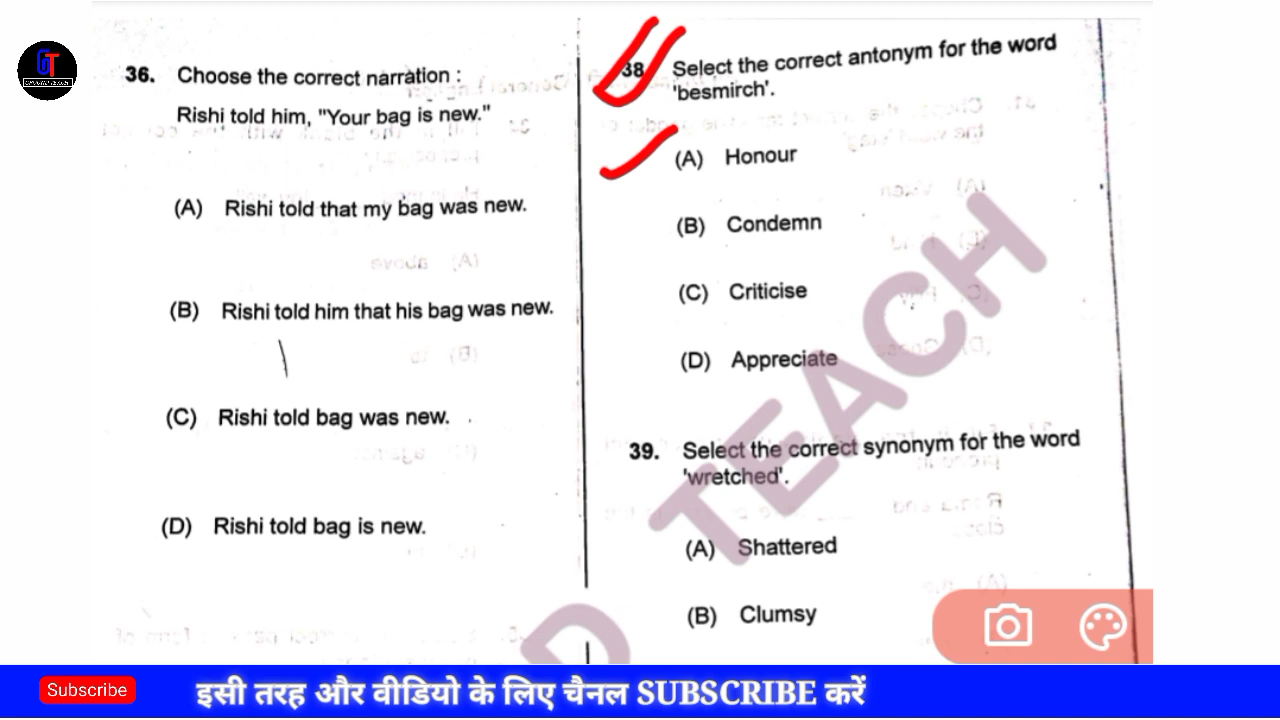 GT
36. Choose the correct narration :
Rishi told him, "Your bag is new."
(A) Rishi told that my bag was new.
(B) Rishi told him that his bag was new.
(C) Rishi told bag was new.
(D) Rishi told bag is new.
38 Select the correct antonym for the word
'besmirch'.
(A) Honour
(B) Condemn
(C) Criticise
(D) Appreciate
39. Select the correct synonym for the word
'wretched'.
(A) Shattered
(B) Clumsy
TEACH
D
Subscribe
इसी तरह और वीडियो के लिए चैनल SUBSCRIBE करें